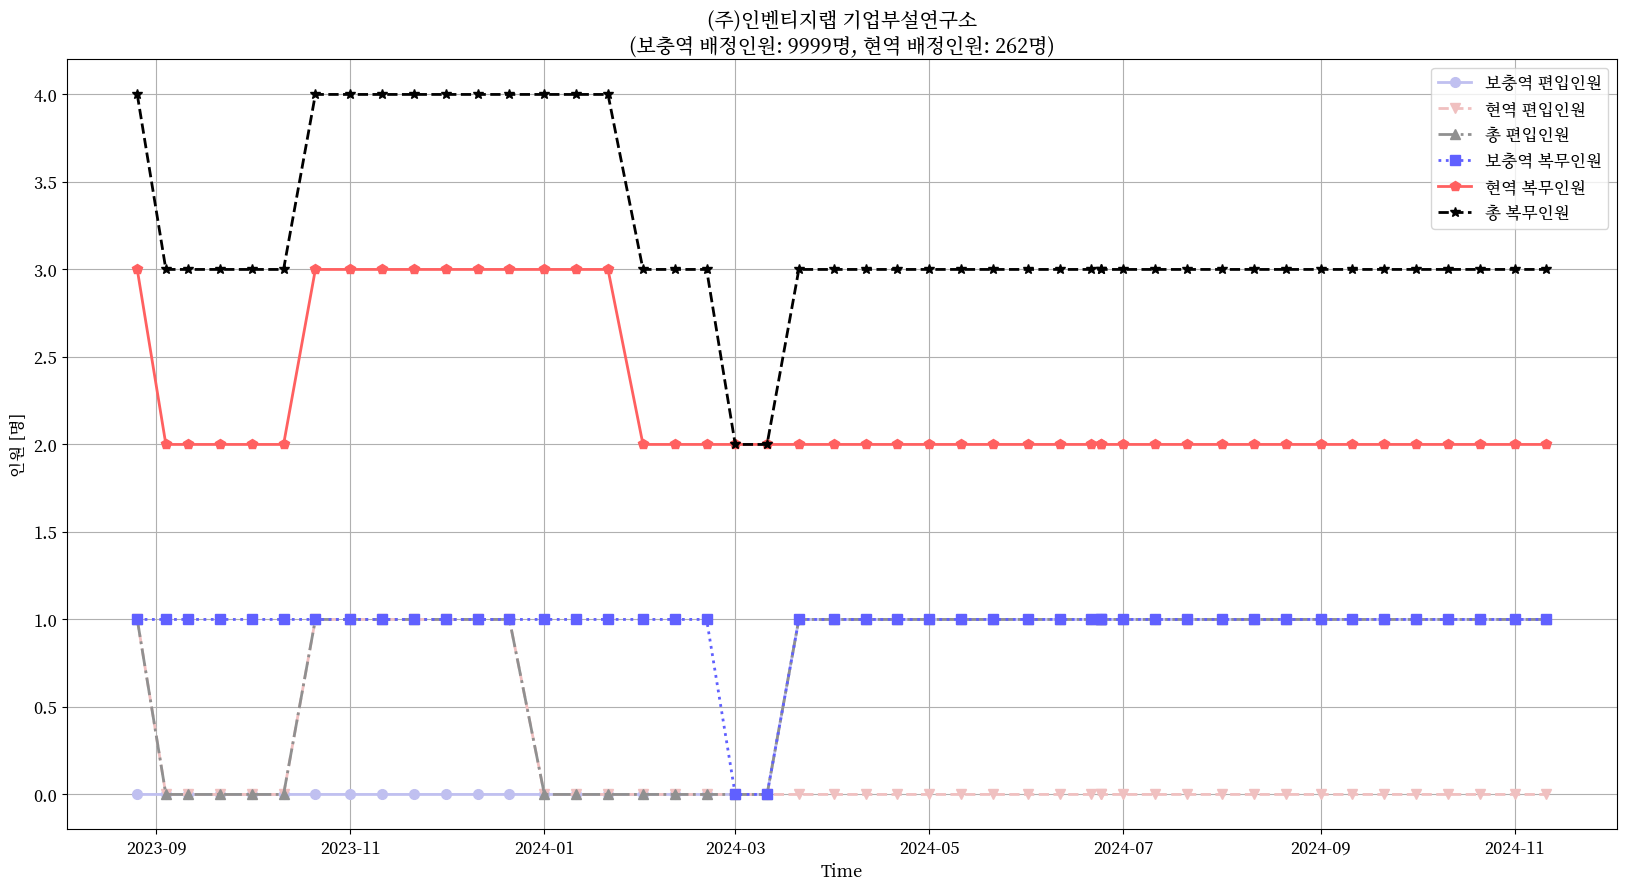 (주)인벤티지랩 기업부설연구소
(보충역 배정인원: 9999명, 현역 배정인원: 262명)
보충역 편입인원
현역 편입인원
총 편입인원
보충역 복무인원
현역 복무인원
총 복무인원
인원 [명]
4.0
3.5
3.0
2.5
2.0
1.5
1.0
0.5
0.0
2023-09
2023-11
2024-01
2024-03
2024-05
2024-07
2024-09
2024-11
Time